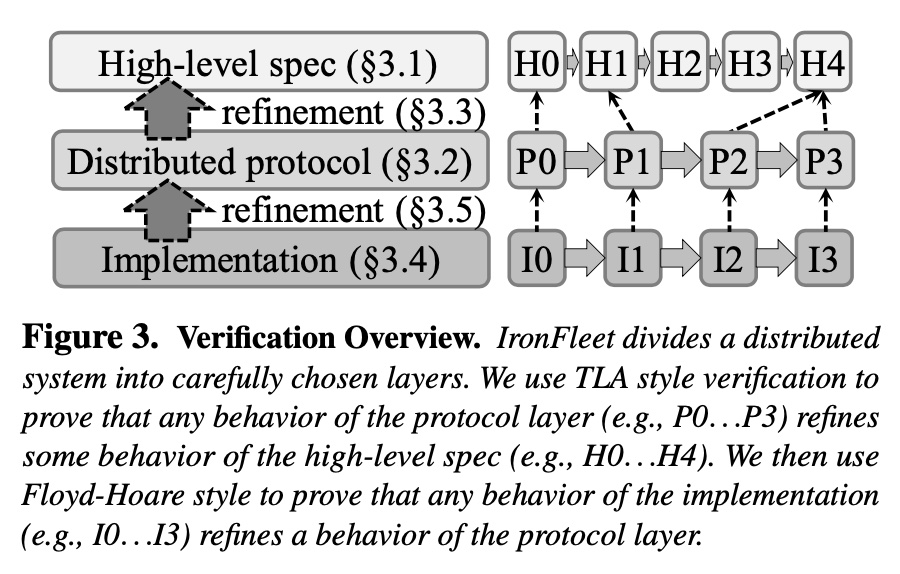 High-level spec (§3.1)
H0 H1 H2 H3 H4
refinement (§3.3)
Distributed protocol (§3.2)
P0 P1 P2 P3
refinement (§3.5)
Implementation (§3.4)
I0 I1 I2 I3
Figure 3. Verification Overview. IronFleet divides a distributed
system into carefully chosen layers. We use TLA style verification to
prove that any behavior of the protocol layer (e.g., P0...P3) refines
some behavior of the high-level spec (e.g., H0...H4). We then use
Floyd-Hoare style to prove that any behavior of the implementation
(e.g., I0...I3) refines a behavior of the protocol layer.